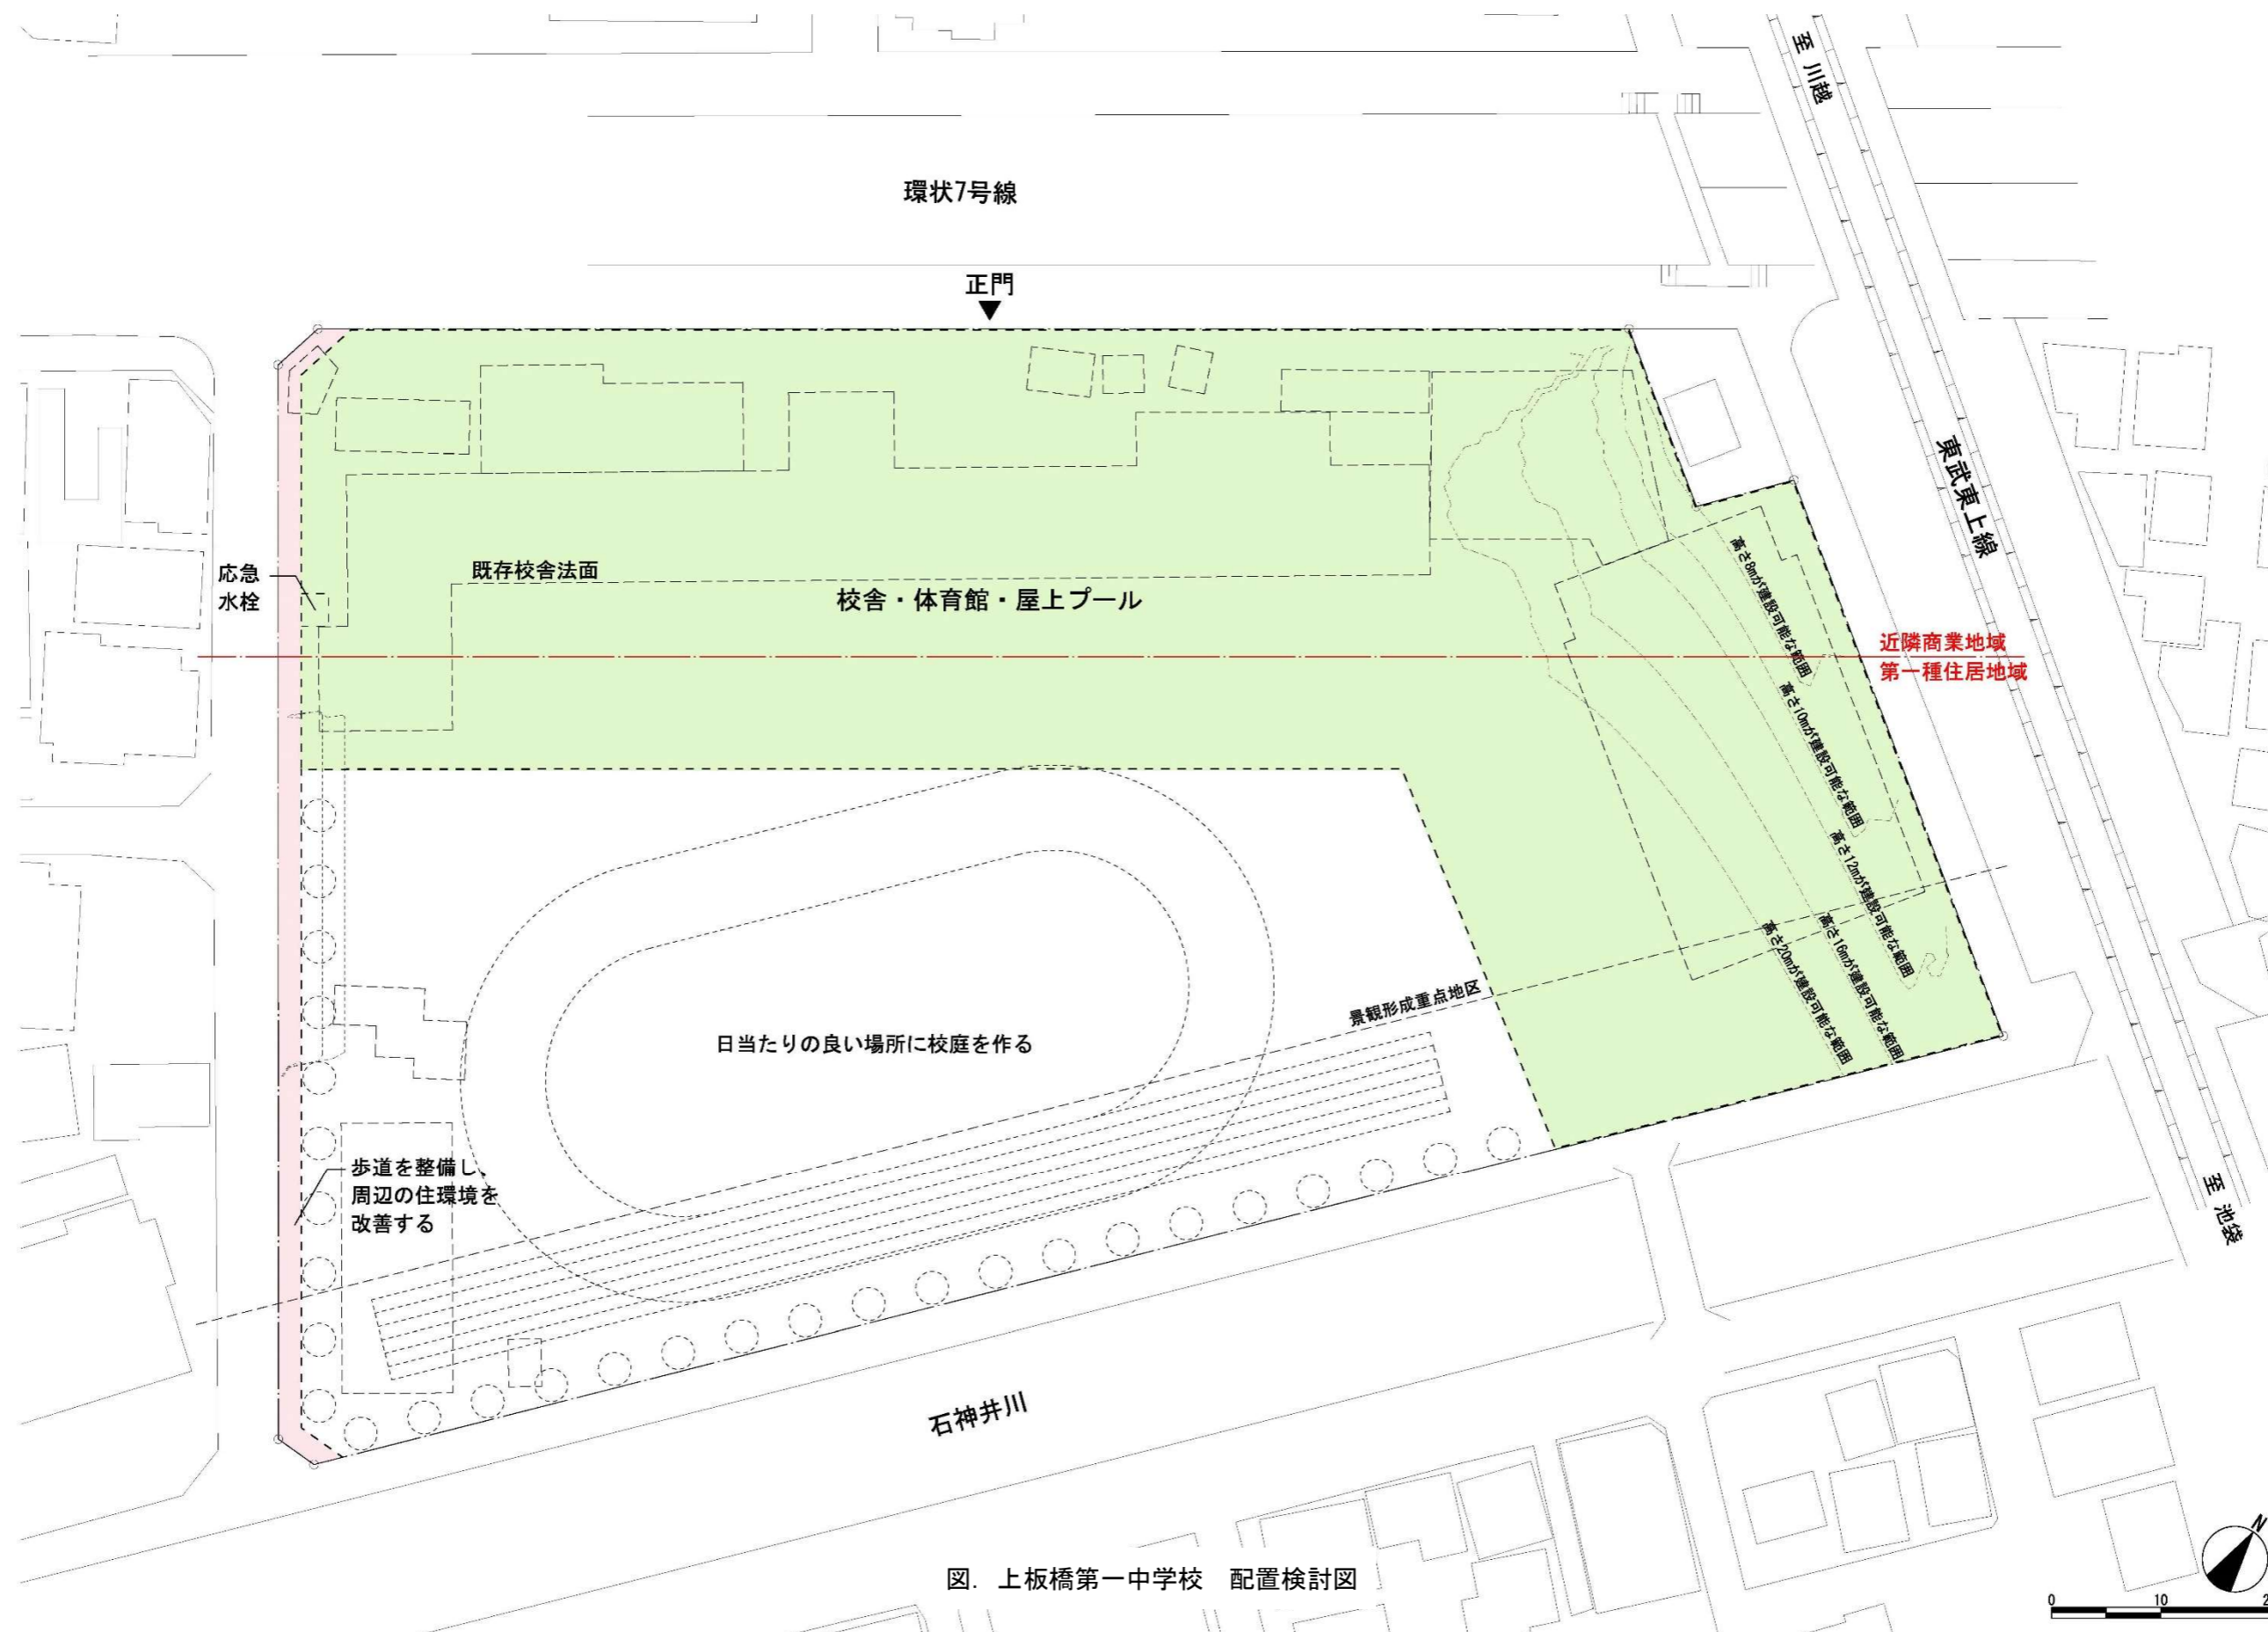 至 川越
環状7号線
正門
東武東上線
応急
水栓
既存校舎法面
校舎・体育館・屋上プール
高さ8mが建設可能な範囲
近隣商業地域
第一種住居地域
高さ10mが建設可能な範囲
高さ12mが建設可能な範囲
高さ16mが建設可能な範囲
高さ20mが建設可能な範囲
景観形成重点地区
日当たりの良い場所に校庭を作る
歩道を整備し、
周辺の住環境を
改善する
至 池袋
石神井川
図. 上板橋第一中学校 配置検討図
N
0 10